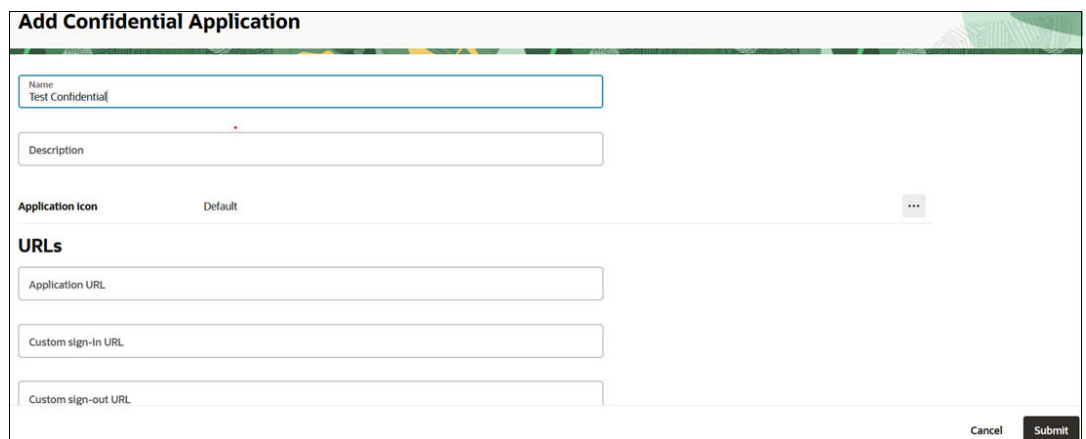 Add Confidential Application
Name
Test Confidential
Description
Application icon Default ...
URLs
Application URL
Custom sign-in URL
Custom sign-out URL
Cancel Submit